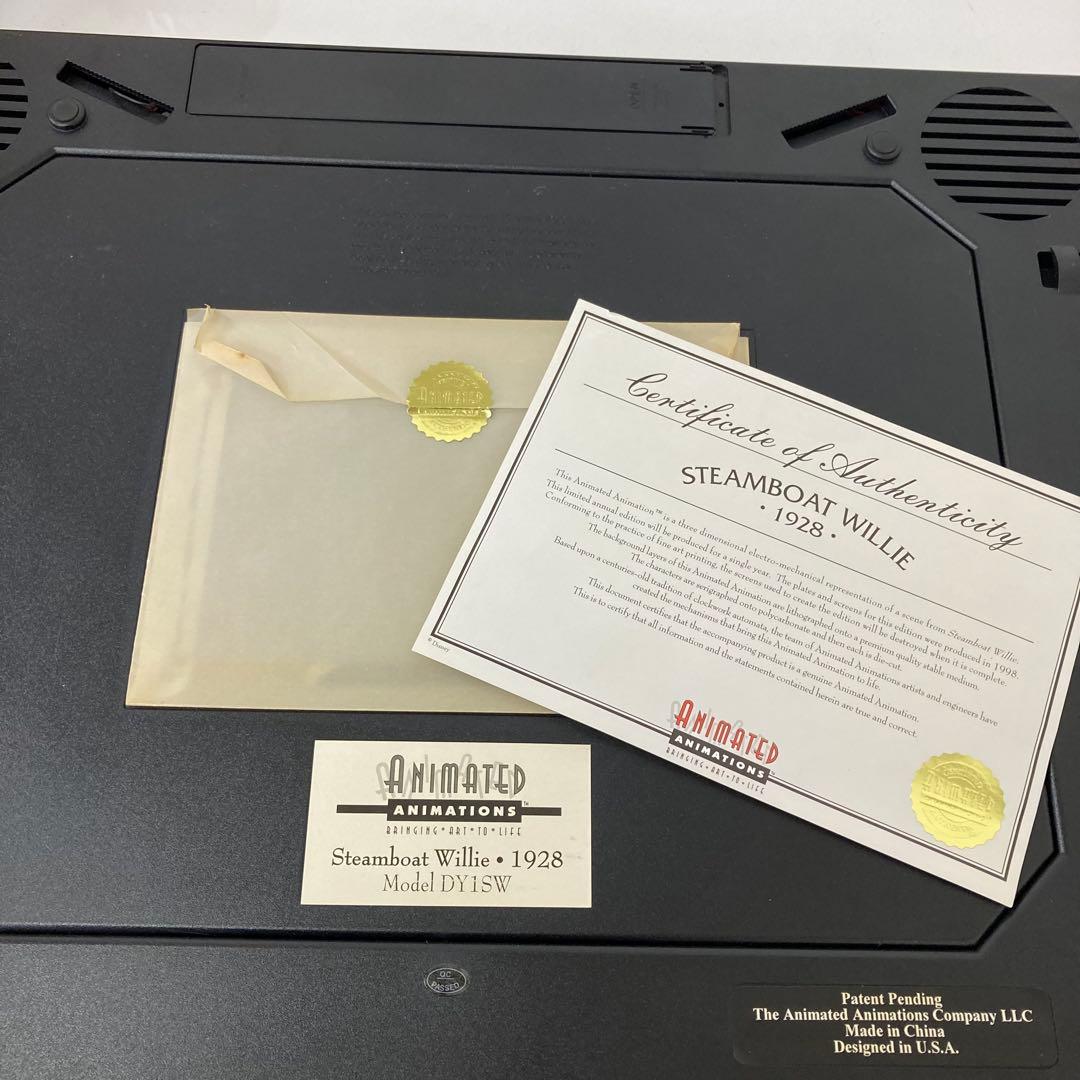 ANIMATED
Certificate of Authenticity
STEAMBOAT WILLIE
• 1928 •
This Animated Animation™ is a three dimensional electro-mechanical representation of a scene from Steamboat Willie.
This limited annual edition will be produced for a single year. The plates and screens for this edition were produced in 1998.
Conforming to the practice of fine art printing, the screens used to create the edition will be destroyed when it is complete.
The background layers of this Animated Animation are lithographed onto a premium quality stable medium.
The characters are serigraphed onto polycarbonate and then each is die-cut.
Based upon a centuries-old tradition of clockwork automata, the team of Animated Animations artists and engineers have
created the mechanisms that bring this Animated Animation to life.
This document certifies that the accompanying product is a genuine Animated Animation.
This is to certify that all information and the statements contained herein are true and correct.
© Disney
ANIMATED
ANIMATIONS™
BRINGING • ART • TO • LIFE
ANIMATED
ANIMATED
ANIMATIONS™
BRINGING • ART • TO • LIFE
Steamboat Willie • 1928
Model DY1SW
QC
PASSED
Patent Pending
The Animated Animations Company LLC
Made in China
Designed in U.S.A.